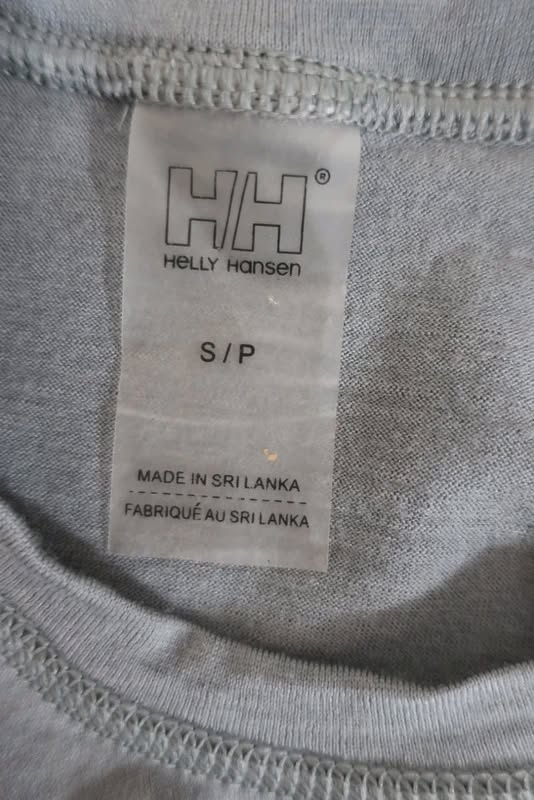 HH®
HELLY HANSEN
S / P
MADE IN SRI LANKA
FABRIQUÉ AU SRI LANKA